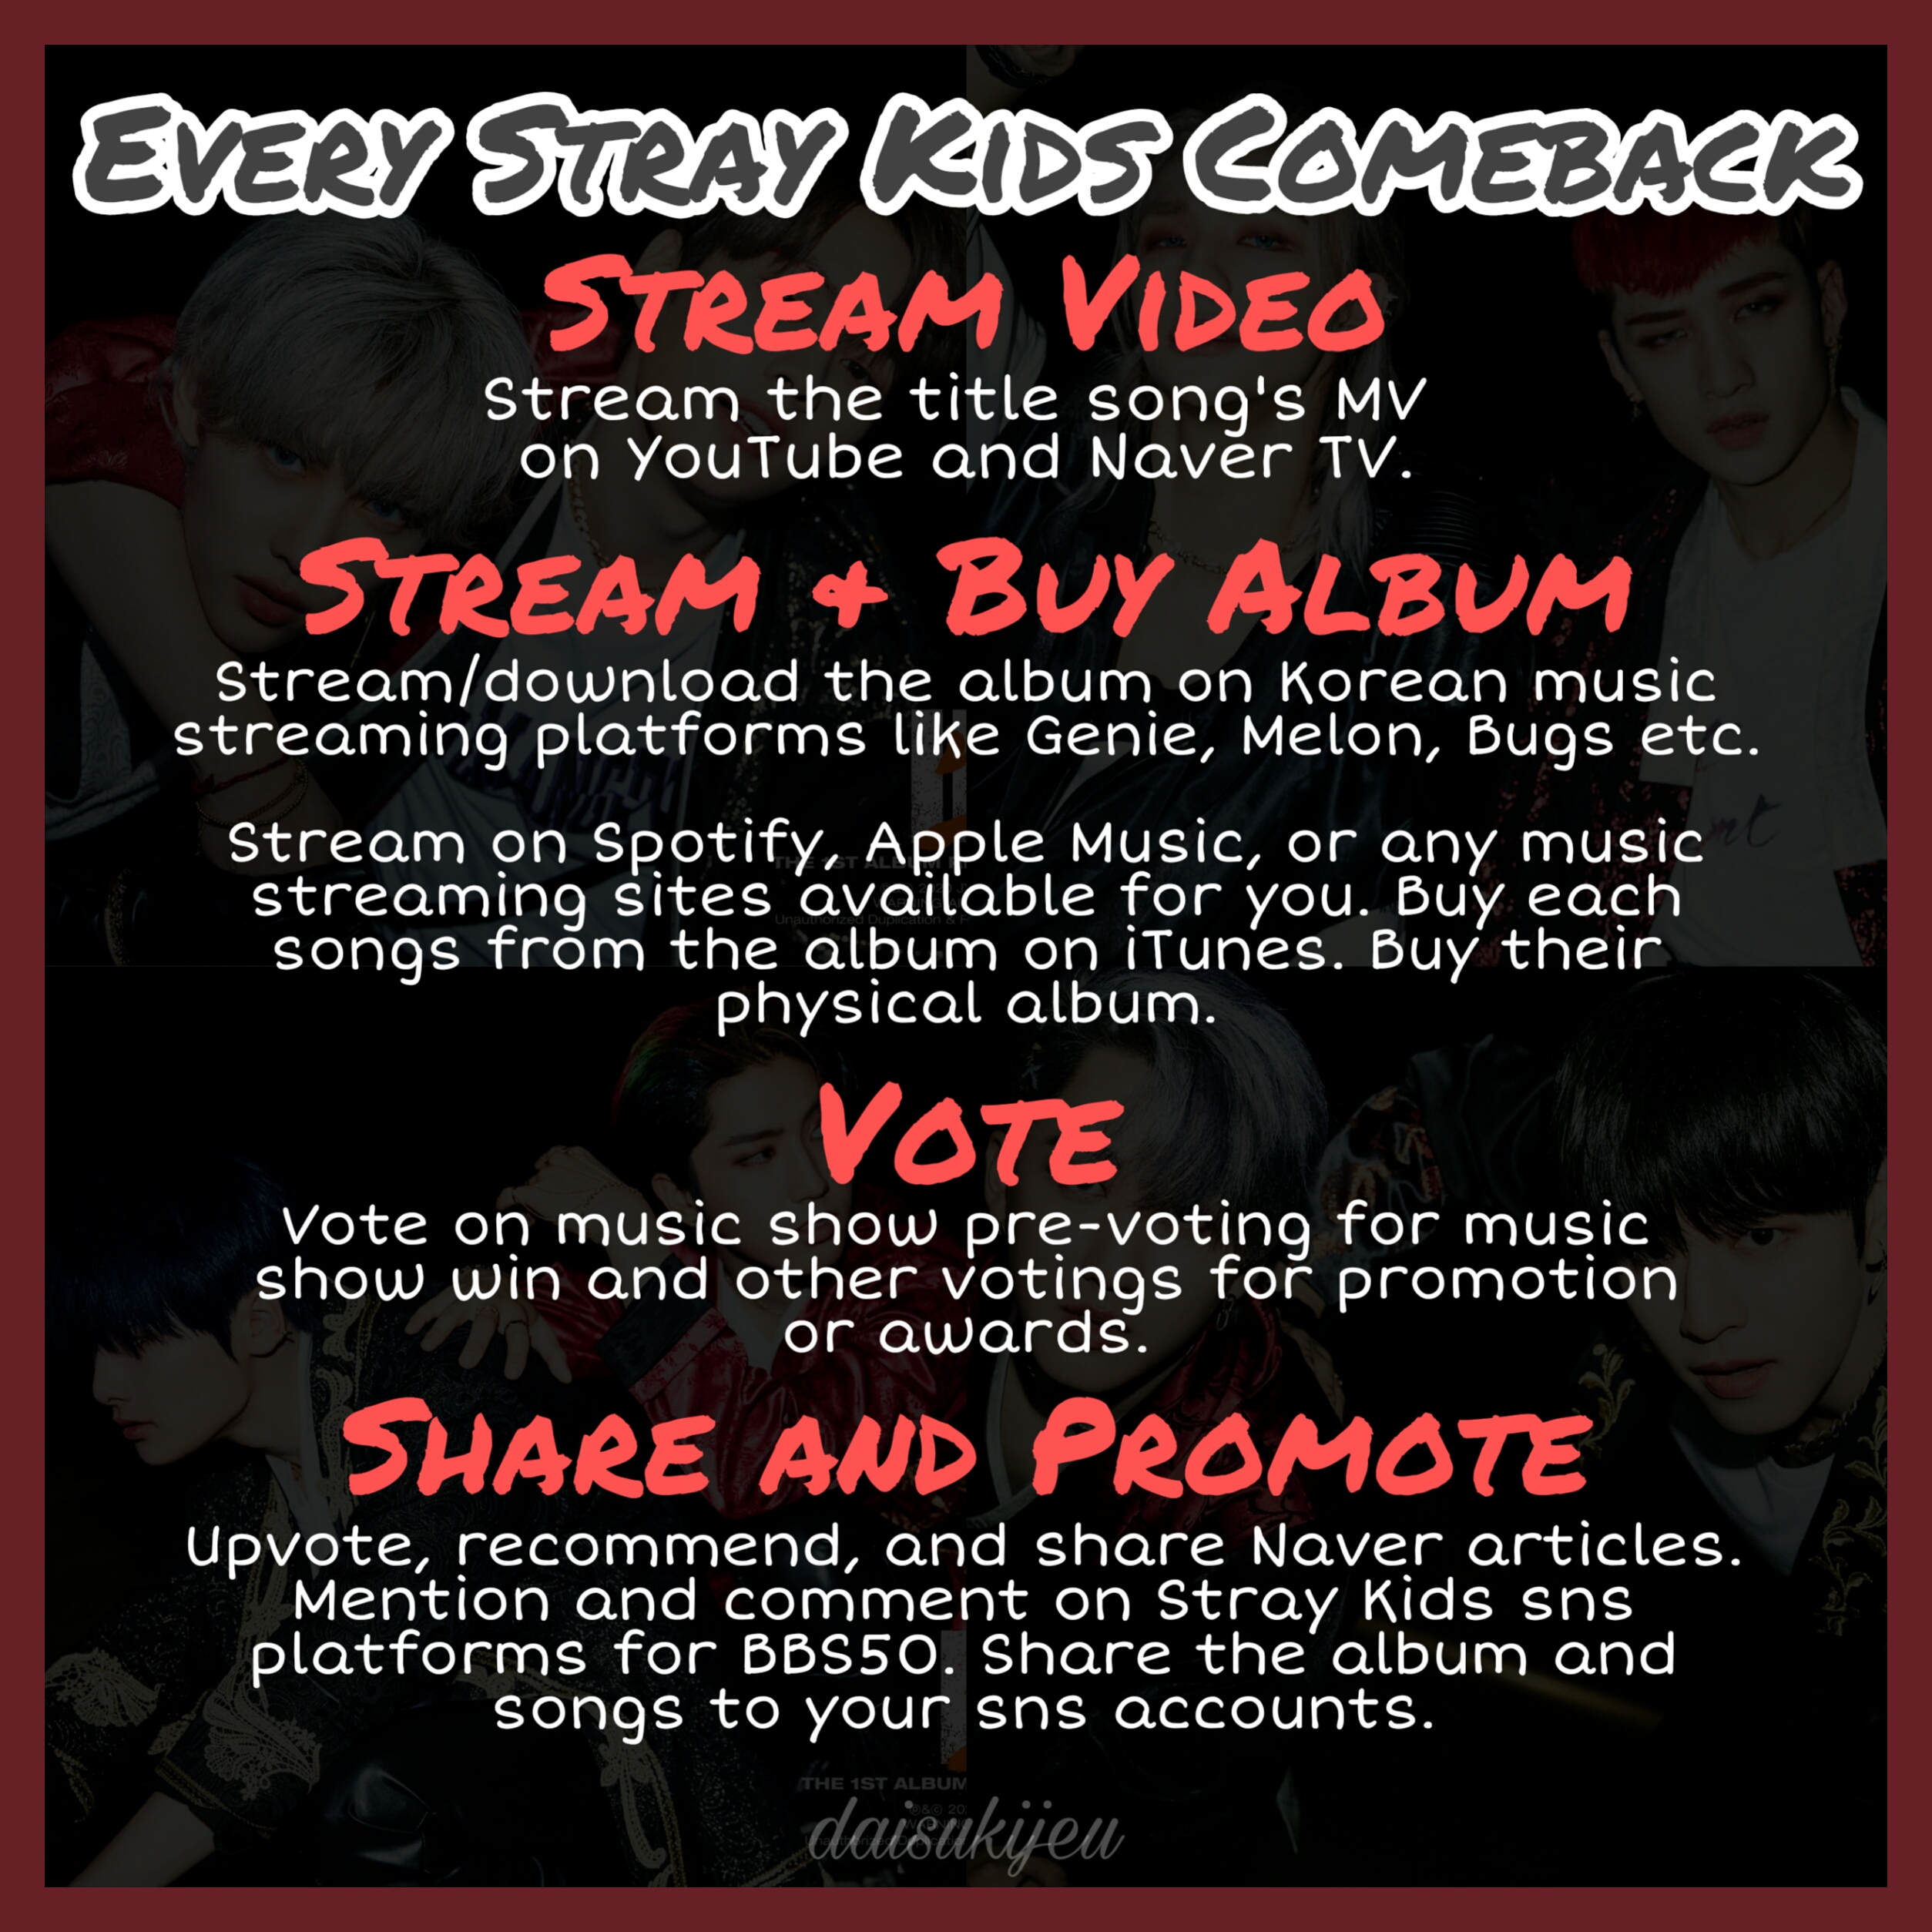 EVERY STRAY KIDS COMEBACK
STREAM VIDEO
Stream the title song's MV
on YouTube and Naver TV.
STREAM & BUY ALBUM
Stream/download the album on Korean music
streaming platforms like Genie, Melon, Bugs etc.
Stream on Spotify, Apple Music, or any music
streaming sites available for you. Buy each
songs from the album on iTunes. Buy their
physical album.
VOTE
Vote on music show pre-voting for music
show win and other votings for promotion
or awards.
SHARE AND PROMOTE
Upvote, recommend, and share Naver articles.
Mention and comment on Stray Kids sns
platforms for BBS50. Share the album and
songs to your sns accounts.
THE 1ST ALBUM
daisukijeu